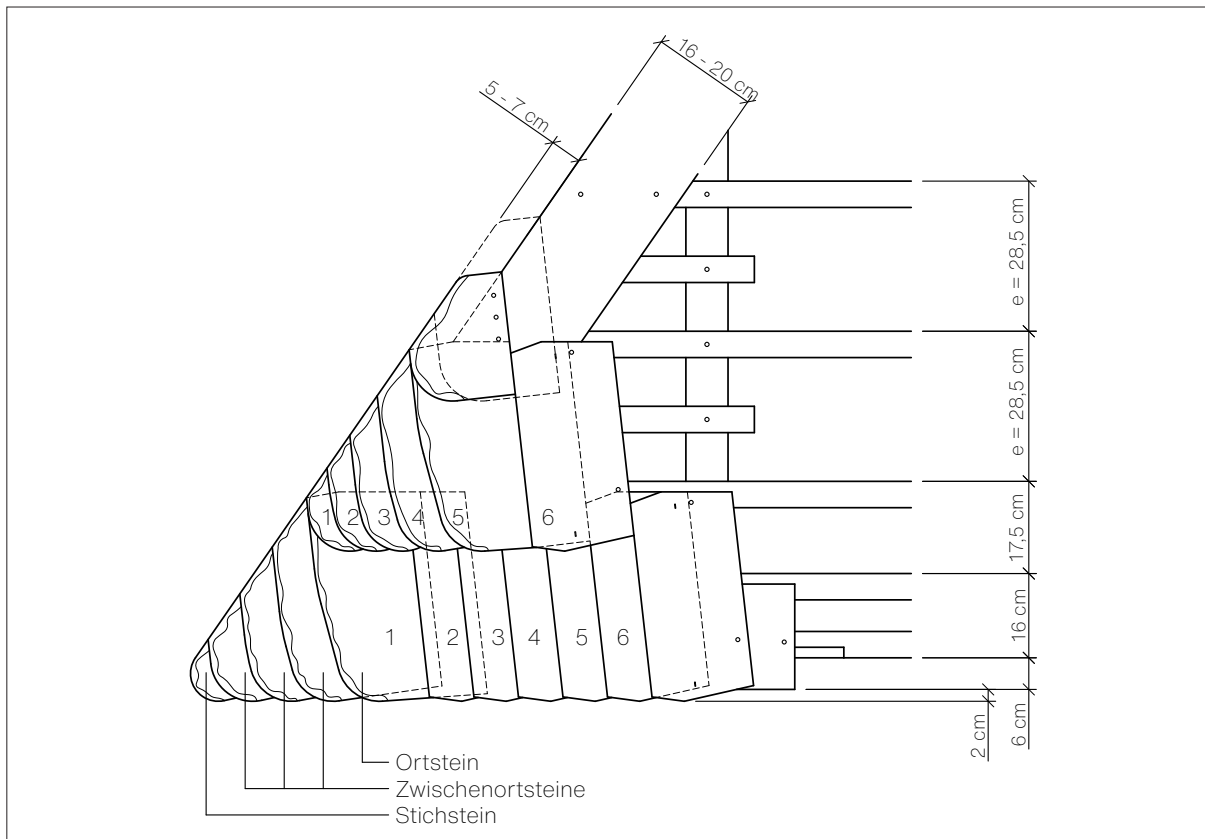 16 - 20 cm
5 - 7 cm
e = 28,5 cm
e = 28,5 cm
17,5 cm
16 cm
6 cm
2 cm
1 2 3 4 5 6
1 2 3 4 5 6
Ortstein
Zwischenortsteine
Stichstein